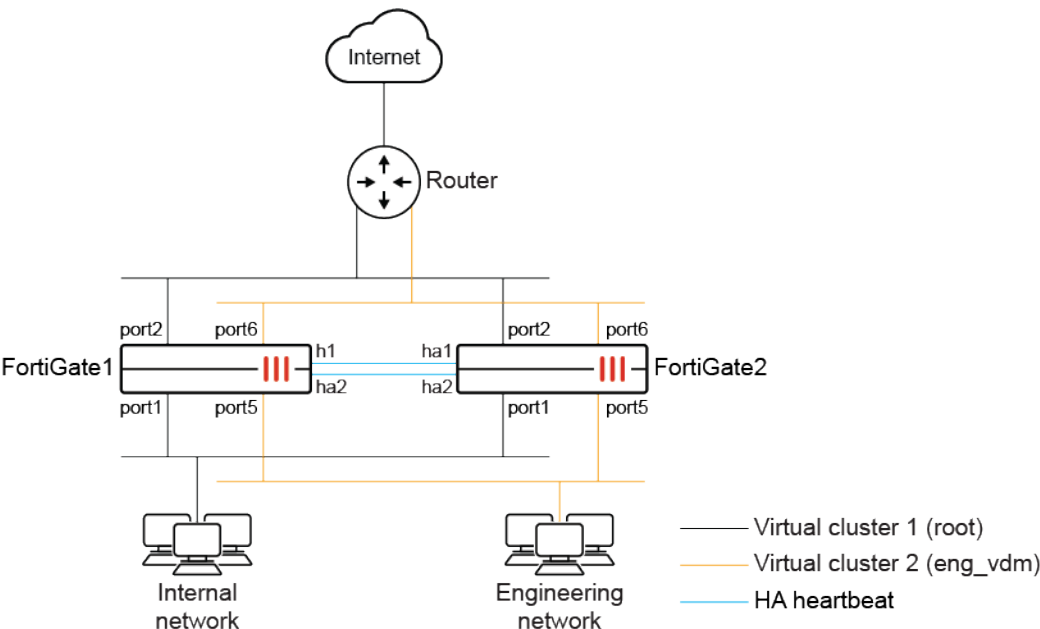 Internet
Router
port2
port6
port2
port6
FortiGate1
h1
ha1
FortiGate2
ha2
ha2
port1
port5
port1
port5
Virtual cluster 1 (root)
Virtual cluster 2 (eng_vdm)
HA heartbeat
Internal
network
Engineering
network